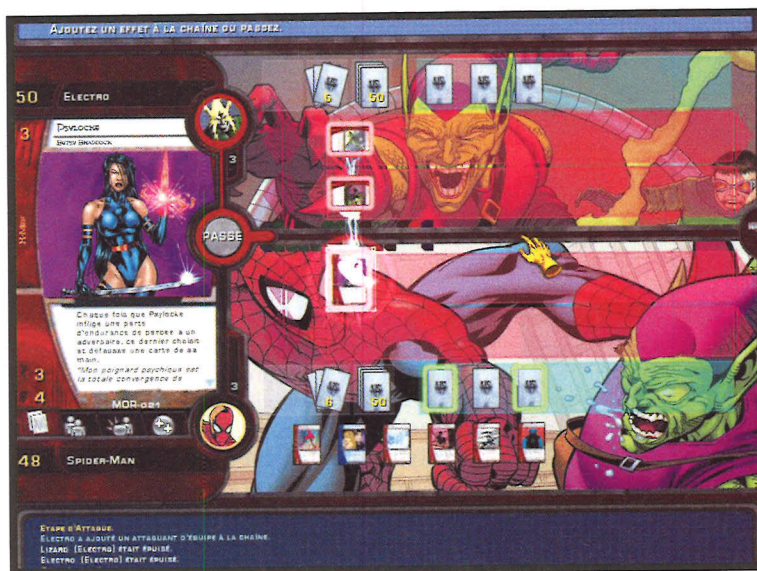 Ajoutez un effet à la chaîne ou passez.
50 Electro
3
Psylocke
Betsy Braddock
X-Men
3
PASSE
5
50
Chaque fois que Psylocke
inflige une perte
d'endurance de percée à un
adversaire, ce dernier choisit
et défausse une carte de sa
main.
"Mon poignard psychique est
la totale convergence de
3
4
MOR-021
3
6
50
48 Spider-Man
Etape d'Attaque.
Electro a ajouté un attaquant d'équipe à la chaîne.
Lizard [Electro] était épuisé.
Electro [Electro] était épuisé.